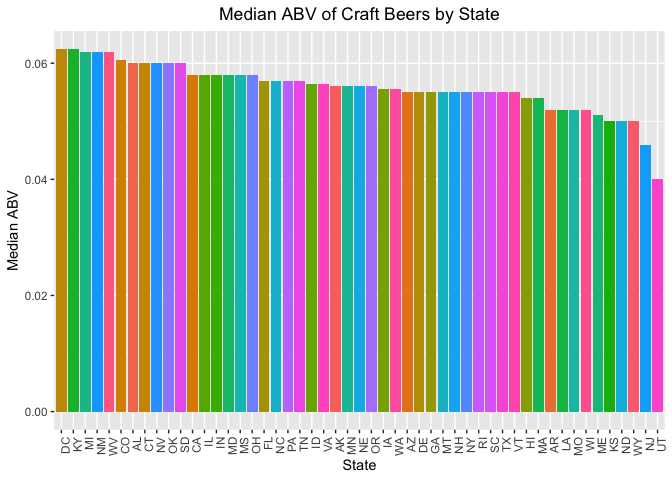 Median ABV of Craft Beers by State
Median ABV
0.06
0.04
0.02
0.00
DC KY MI NM WV CO AL CT NV OK SD CA IL IN MD MS OH FL NC PA TN ID VA AK MN NE OR IA WA AZ DE GA MT NH NY RI SC TX VT HI MA AR LA MO WI ME KS ND WY NJ UT
State